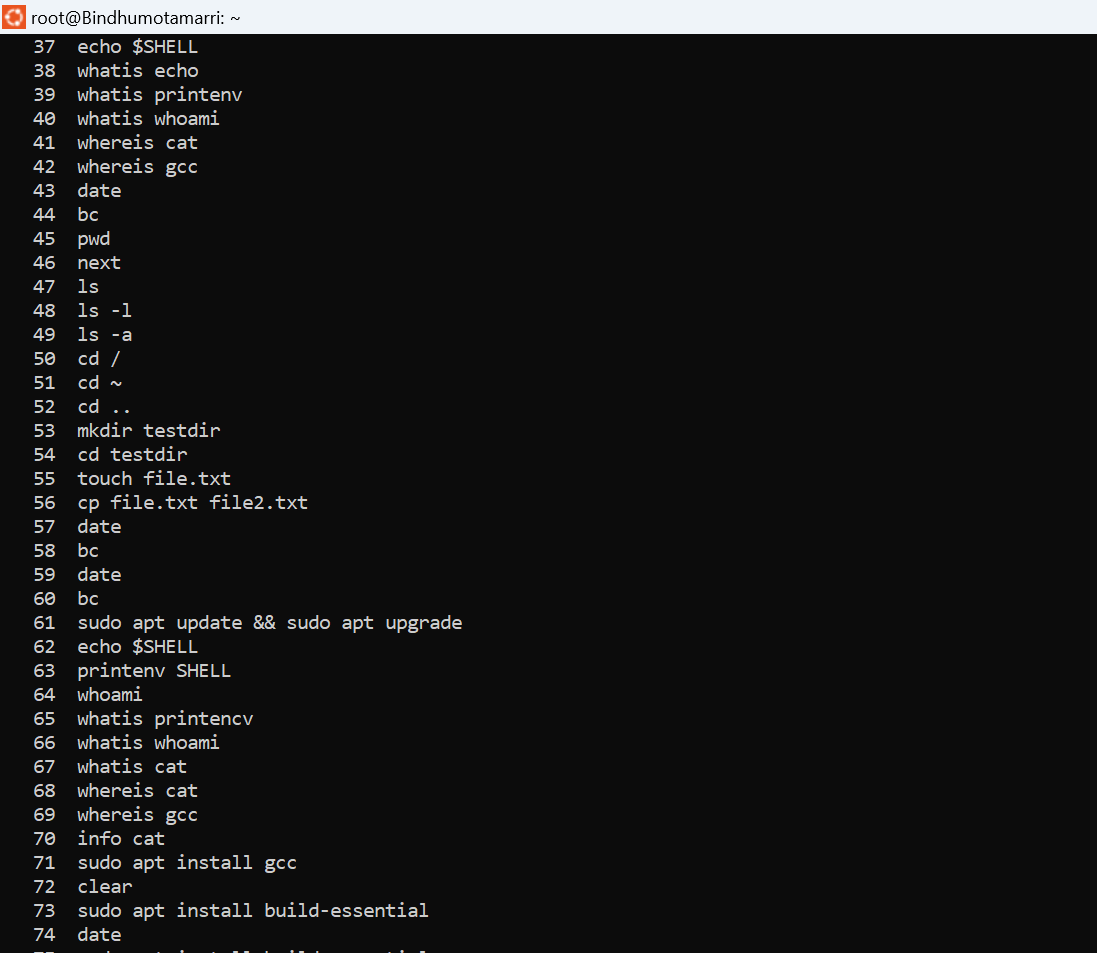 root@Bindhumotamarri: ~
37 echo $SHELL
38 whatis echo
39 whatis printenv
40 whatis whoami
41 whereis cat
42 whereis gcc
43 date
44 bc
45 pwd
46 next
47 ls
48 ls -l
49 ls -a
50 cd /
51 cd ~
52 cd ..
53 mkdir testdir
54 cd testdir
55 touch file.txt
56 cp file.txt file2.txt
57 date
58 bc
59 date
60 bc
61 sudo apt update && sudo apt upgrade
62 echo $SHELL
63 printenv SHELL
64 whoami
65 whatis printencv
66 whatis whoami
67 whatis cat
68 whereis cat
69 whereis gcc
70 info cat
71 sudo apt install gcc
72 clear
73 sudo apt install build-essential
74 date